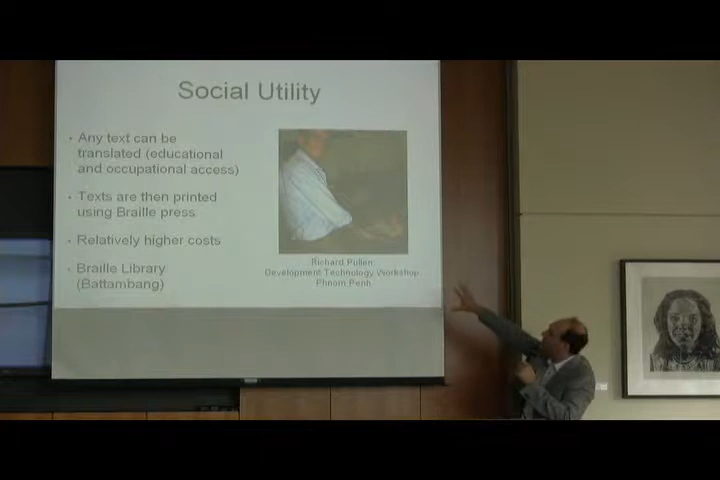 Social Utility
• Any text can be
translated (educational
and occupational access)
• Texts are then printed
using Braille press
• Relatively higher costs
• Braille Library
(Battambang)
Richard Pullen
Development Technology Workshop
Phnom Penh